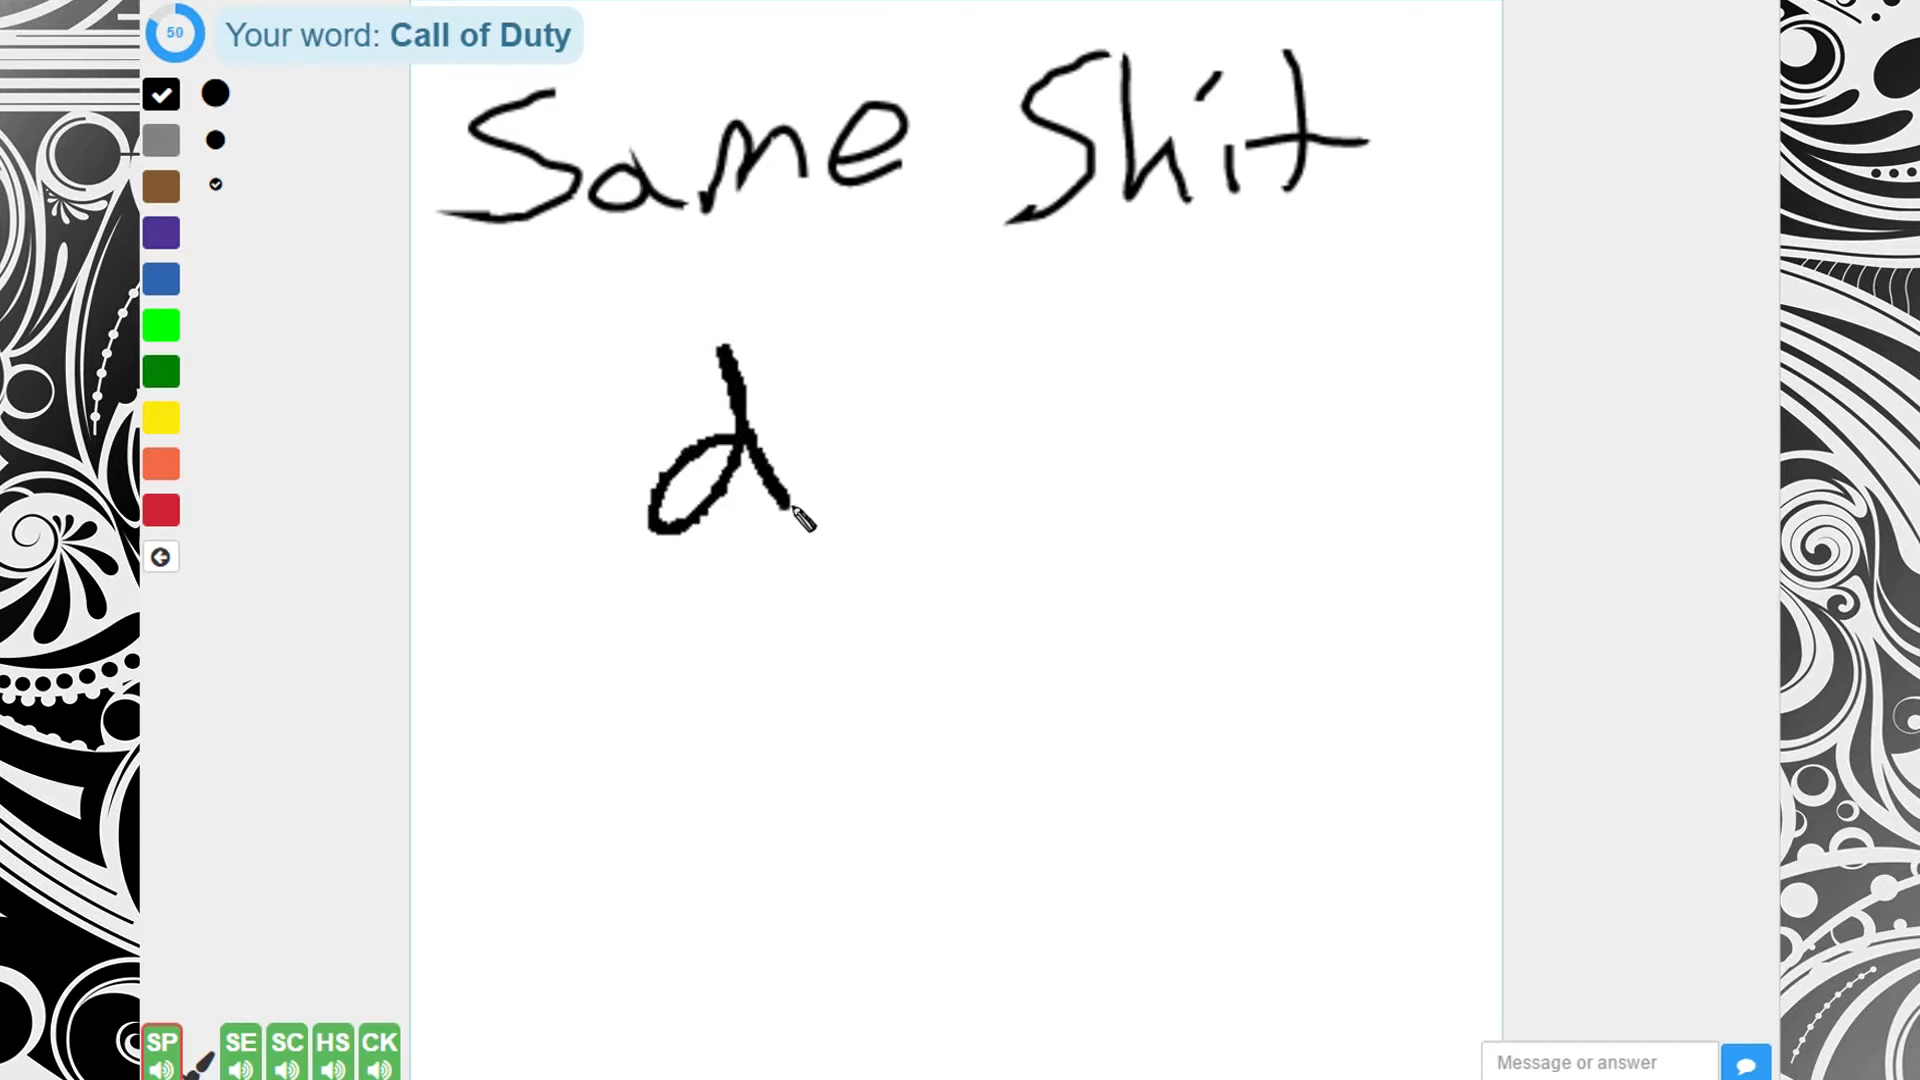 50
Your word: Call of Duty
Same Shit
d
SP SE SC HS CK
Message or answer